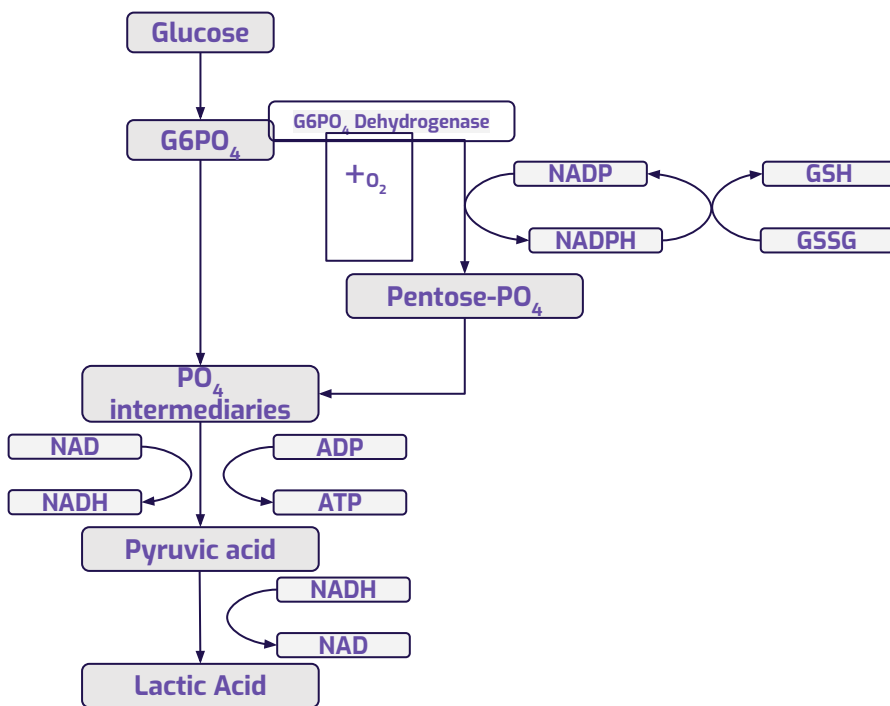 Glucose
G6PO₄ Dehydrogenase
G6PO₄
+O₂
NADP
GSH
NADPH
GSSG
Pentose-PO₄
PO₄
intermediaries
NAD
ADP
NADH
ATP
Pyruvic acid
NADH
NAD
Lactic Acid